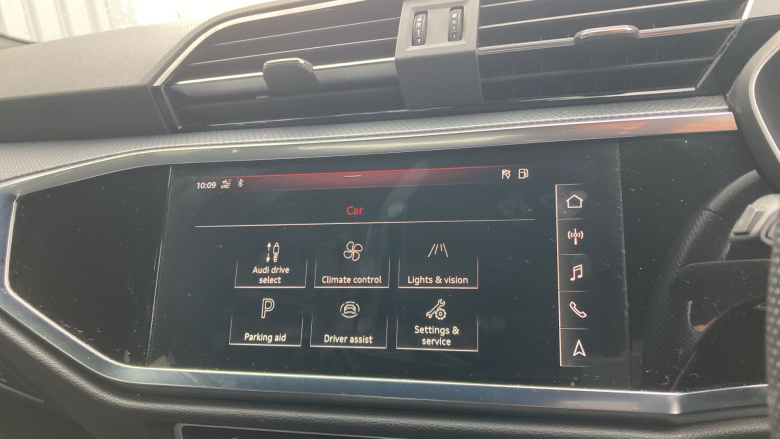 10:09
Car
Audi drive
select
Climate control
Lights & vision
P
Parking aid
Driver assist
Settings &
service